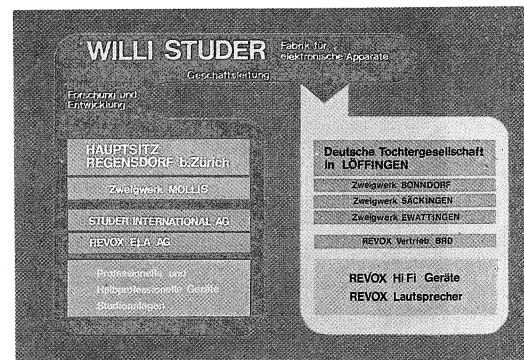 WILLI STUDER
Fabrik für
elektronische Apparate
Geschäftsleitung
Forschung und
Entwicklung
HAUPTSITZ
REGENSDORF b.Zürich
Zweigwerk MOLLIS
STUDER INTERNATIONAL AG
REVOX ELA AG
Professionelle und
Halbprofessionelle Geräte
Studioanlagen
Deutsche Tochtergesellschaft
in LÖFFINGEN
Zweigwerk BONNDORF
Zweigwerk SÄCKINGEN
Zweigwerk EWATTINGEN
REVOX Vertrieb BRD
REVOX HiFi Geräte
REVOX Lautsprecher